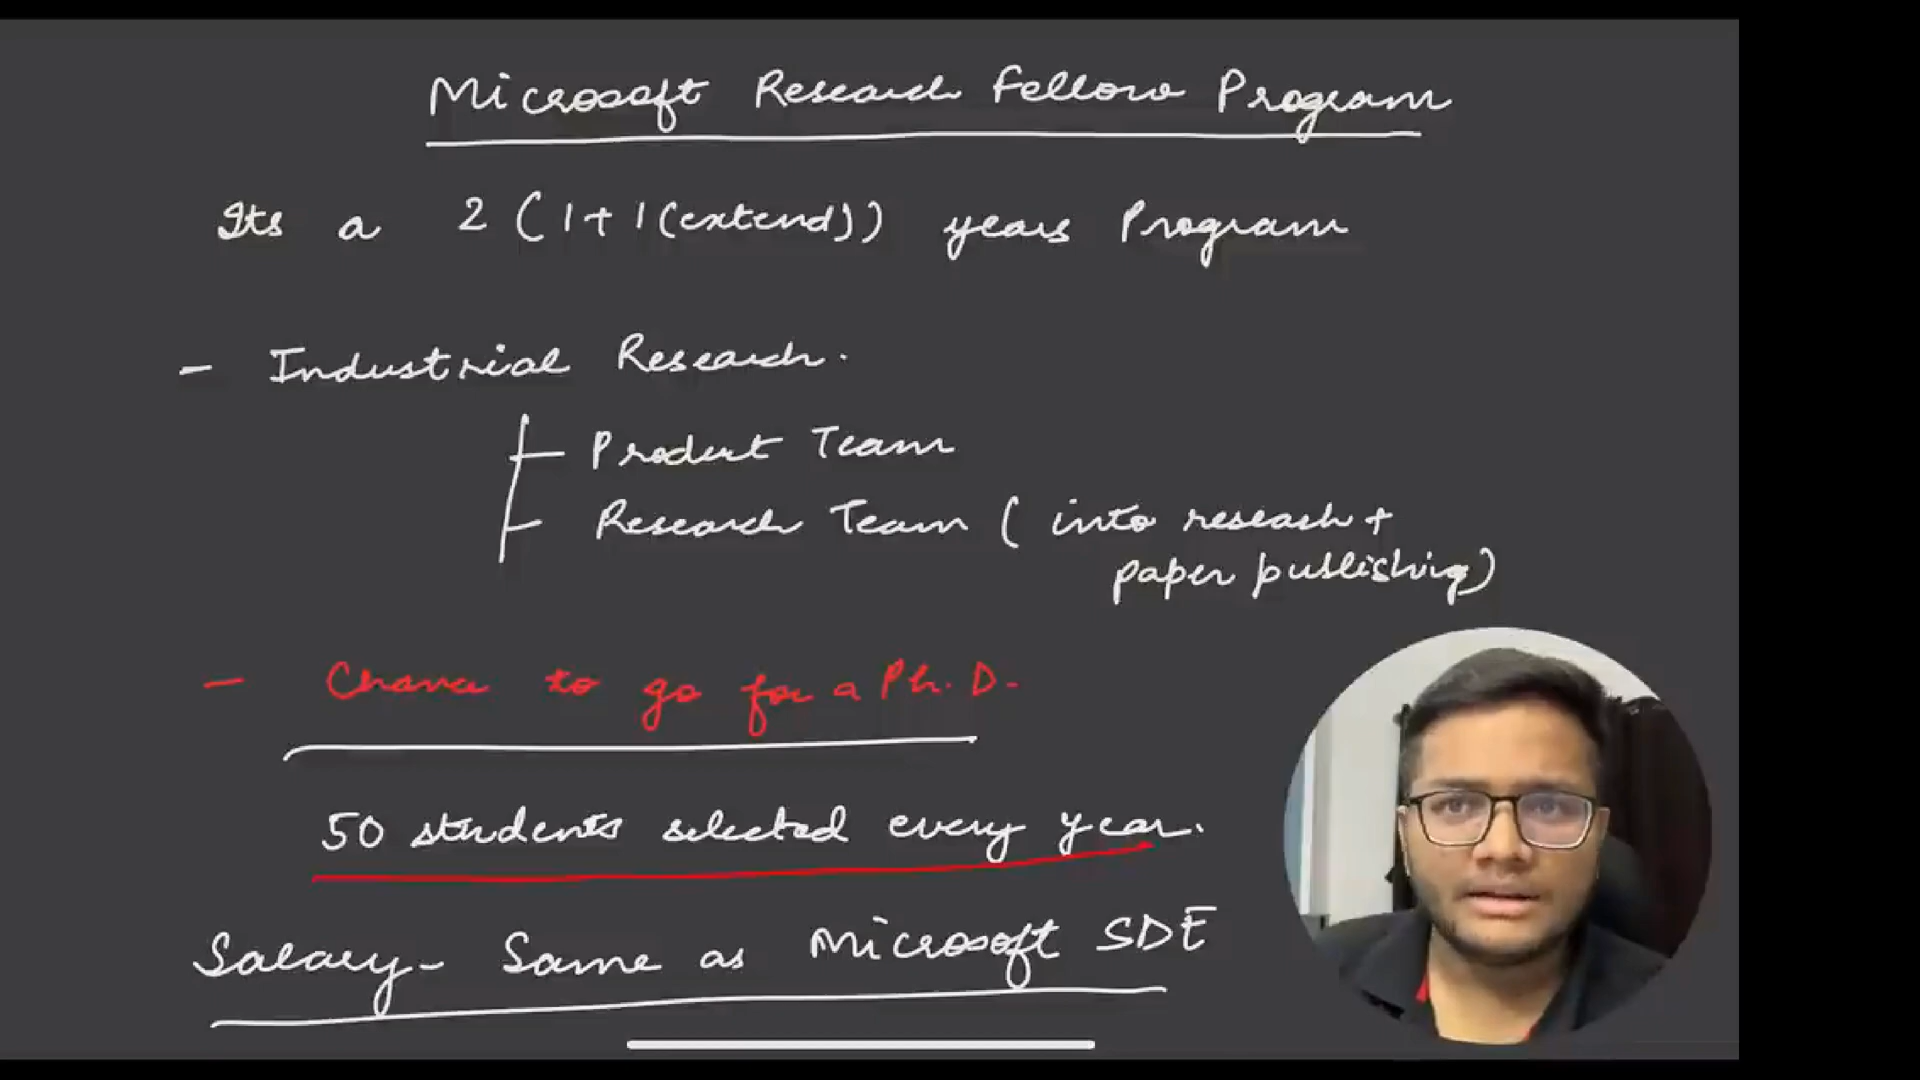 Microsoft Research Fellow Program
Its a 2 (1+1(extend)) years Program
- Industrial Research.
Product Team
Research Team (into research +
paper publishing)
- Chance to go for a Ph.D.
50 students selected every year.
Salary - Same as Microsoft SDE